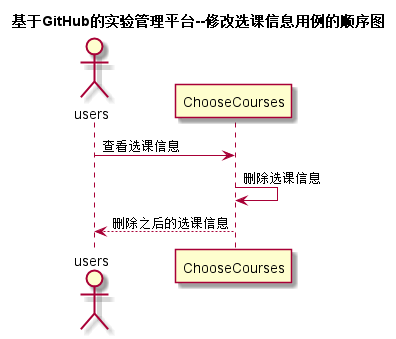 基于GitHub的实验管理平台--修改选课信息用例的顺序图
users
ChooseCourses
查看选课信息
删除选课信息
删除之后的选课信息
users
ChooseCourses